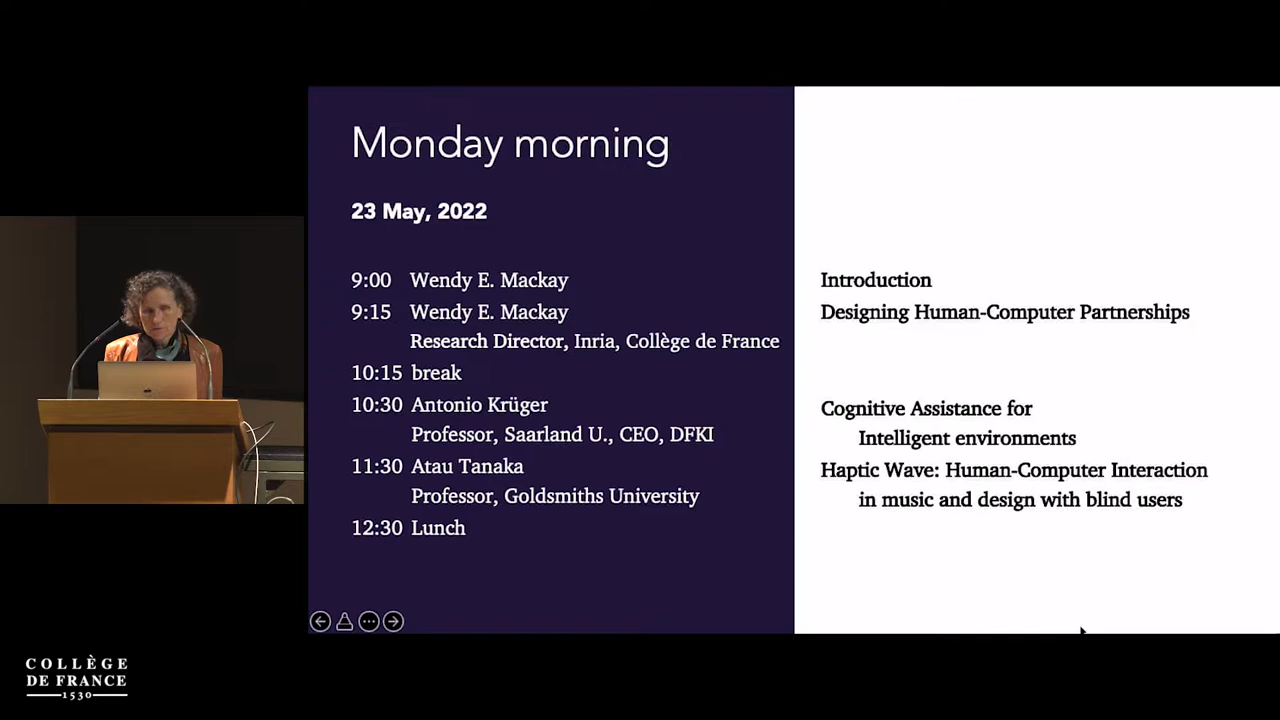 Monday morning
23 May, 2022
9:00 Wendy E. Mackay Introduction
9:15 Wendy E. Mackay Designing Human-Computer Partnerships
Research Director, Inria, Collège de France
10:15 break
10:30 Antonio Krüger Cognitive Assistance for
Professor, Saarland U., CEO, DFKI Intelligent environments
11:30 Atau Tanaka Haptic Wave: Human-Computer Interaction
Professor, Goldsmiths University in music and design with blind users
12:30 Lunch
COLLÈGE
DE FRANCE
1530